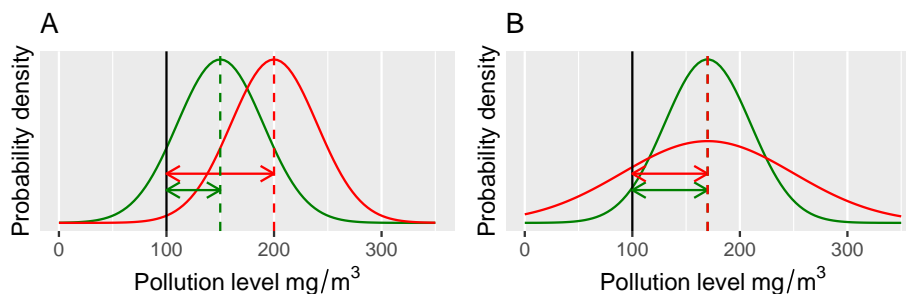 A
Probability density
0 100 200 300
Pollution level mg/m³
B
Probability density
0 100 200 300
Pollution level mg/m³